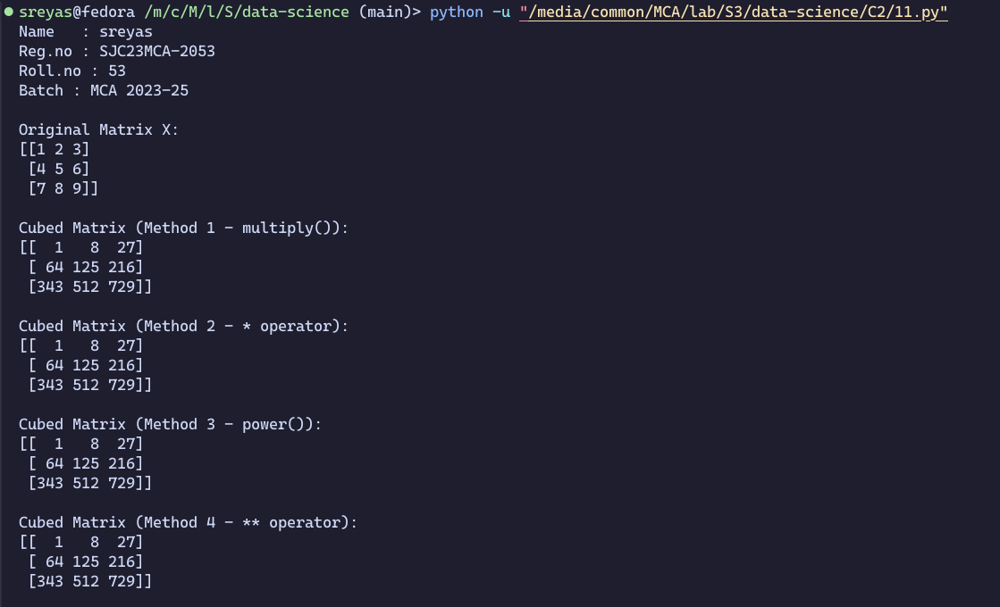 sreyas@fedora /m/c/M/l/S/data-science (main)> python -u "/media/common/MCA/lab/S3/data-science/C2/11.py"
Name   : sreyas
Reg.no : SJC23MCA-2053
Roll.no : 53
Batch : MCA 2023-25

Original Matrix X:
[[1 2 3]
 [4 5 6]
 [7 8 9]]

Cubed Matrix (Method 1 - multiply()):
[[  1   8  27]
 [ 64 125 216]
 [343 512 729]]

Cubed Matrix (Method 2 - * operator):
[[  1   8  27]
 [ 64 125 216]
 [343 512 729]]

Cubed Matrix (Method 3 - power()):
[[  1   8  27]
 [ 64 125 216]
 [343 512 729]]

Cubed Matrix (Method 4 - ** operator):
[[  1   8  27]
 [ 64 125 216]
 [343 512 729]]